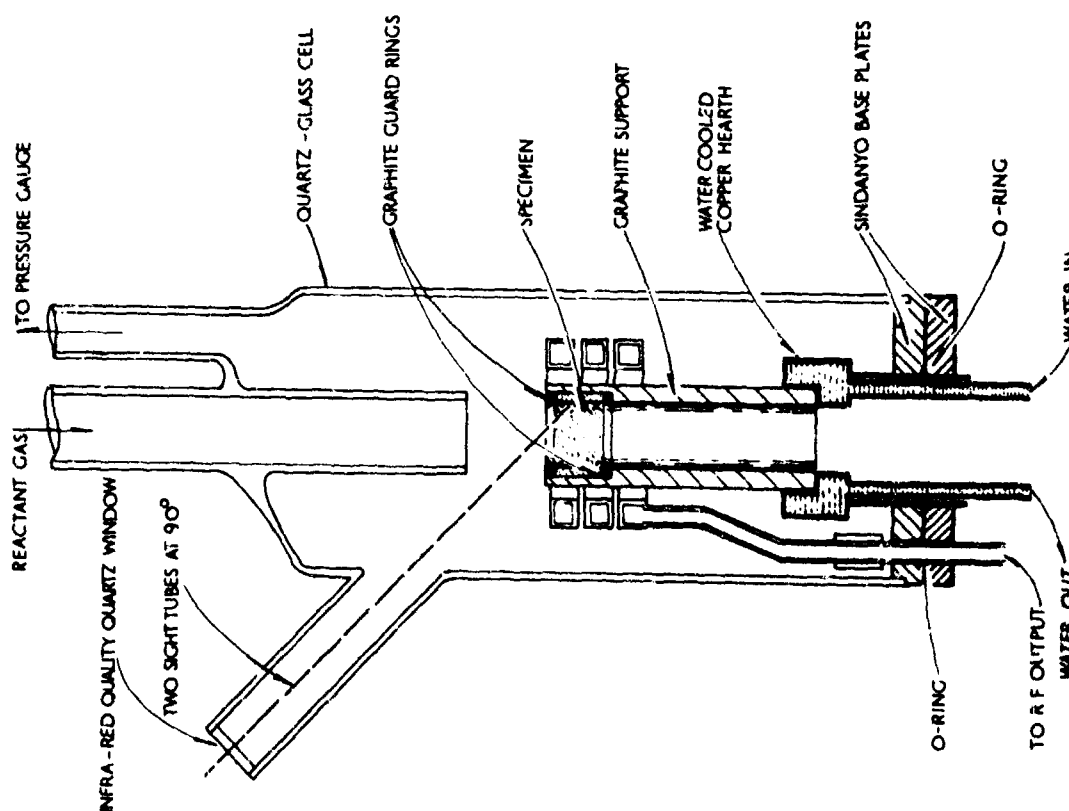 REACTANT GAS
TO PRESSURE GAUGE
INFRA-RED QUALITY QUARTZ WINDOW
TWO SIGHT TUBES AT 90°
QUARTZ-GLASS CELL
GRAPHITE GUARD RINGS
SPECIMEN
GRAPHITE SUPPORT
WATER COOLED
COPPER HEARTH
SINDANYO BASE PLATES
O-RING
O-RING
TO R F OUTPUT
WATER OUT
WATER IN